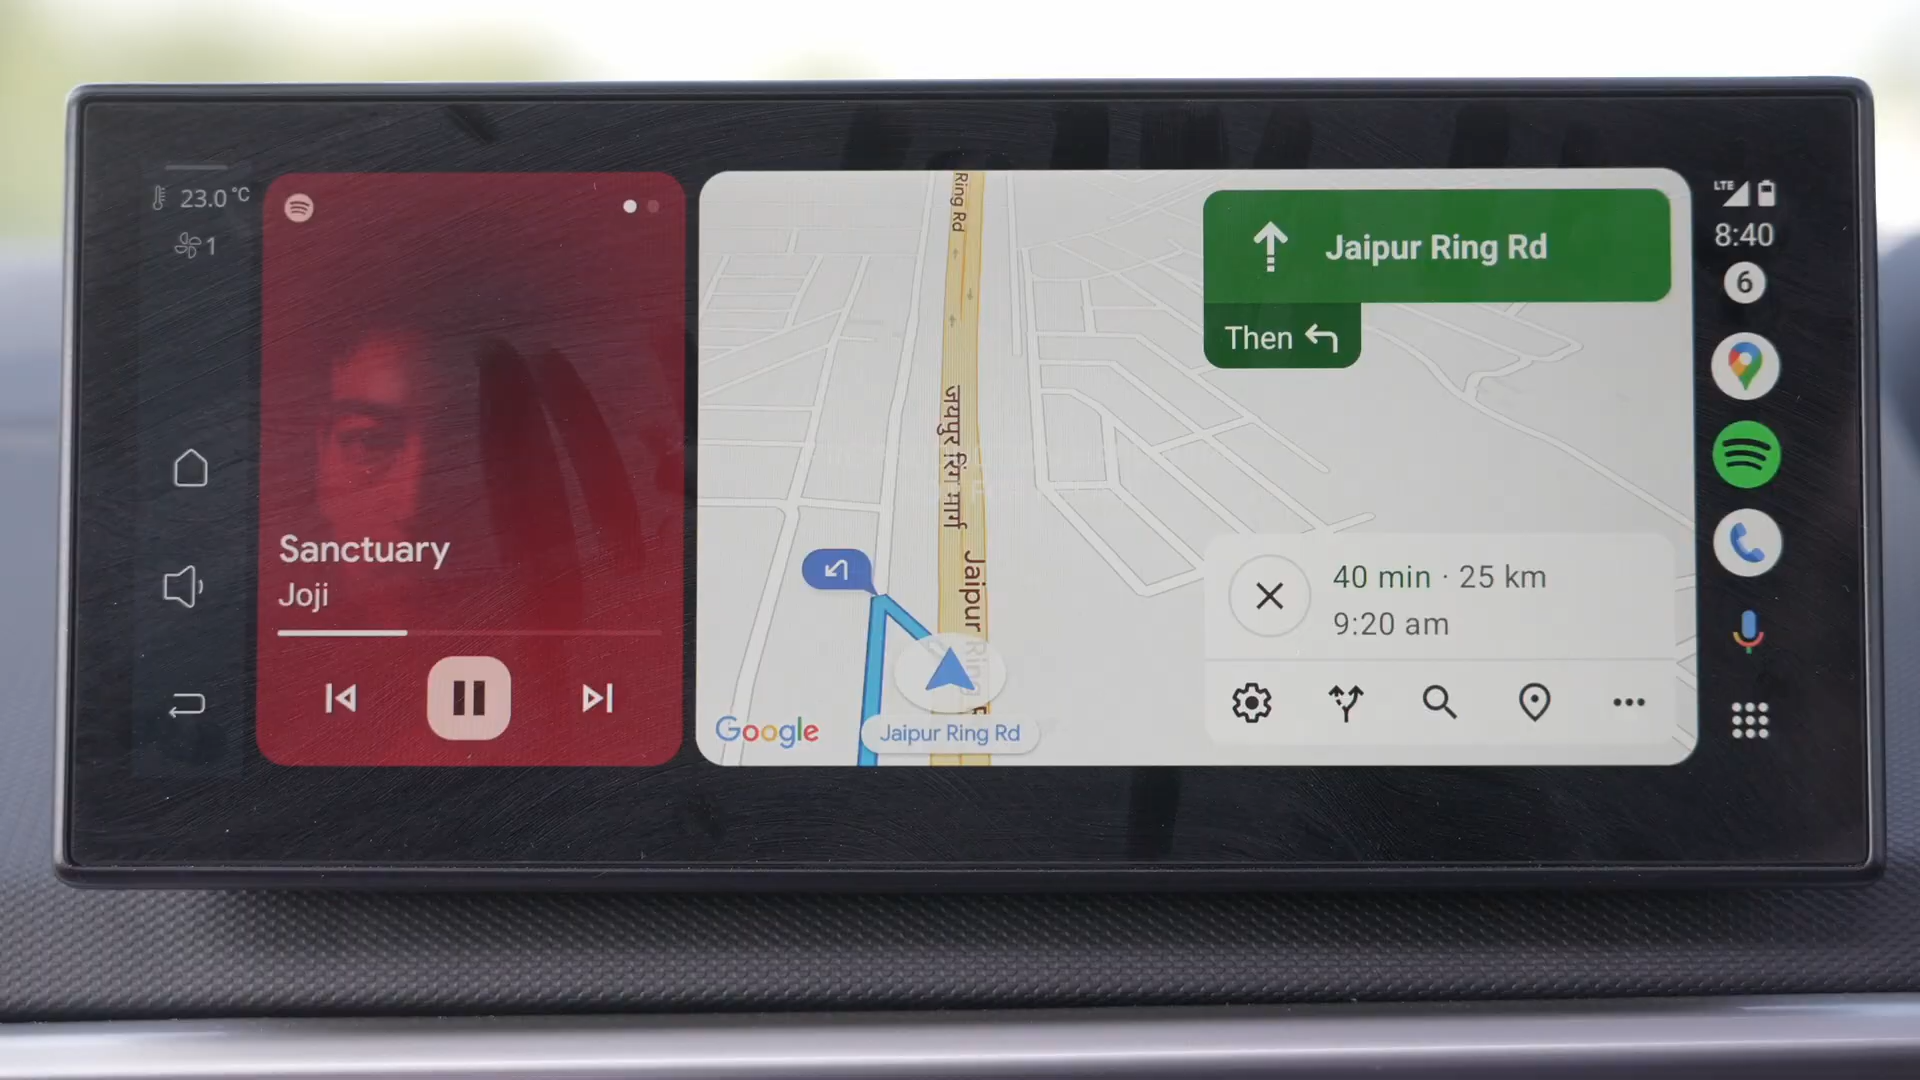 23.0 °C
1
Sanctuary
Joji
Ring Rd
जयपुर रिंग मार्ग
Jaipur Ring R
Jaipur Ring Rd
Then
Google
Jaipur Ring Rd
40 min · 25 km
9:20 am
LTE
8:40
6